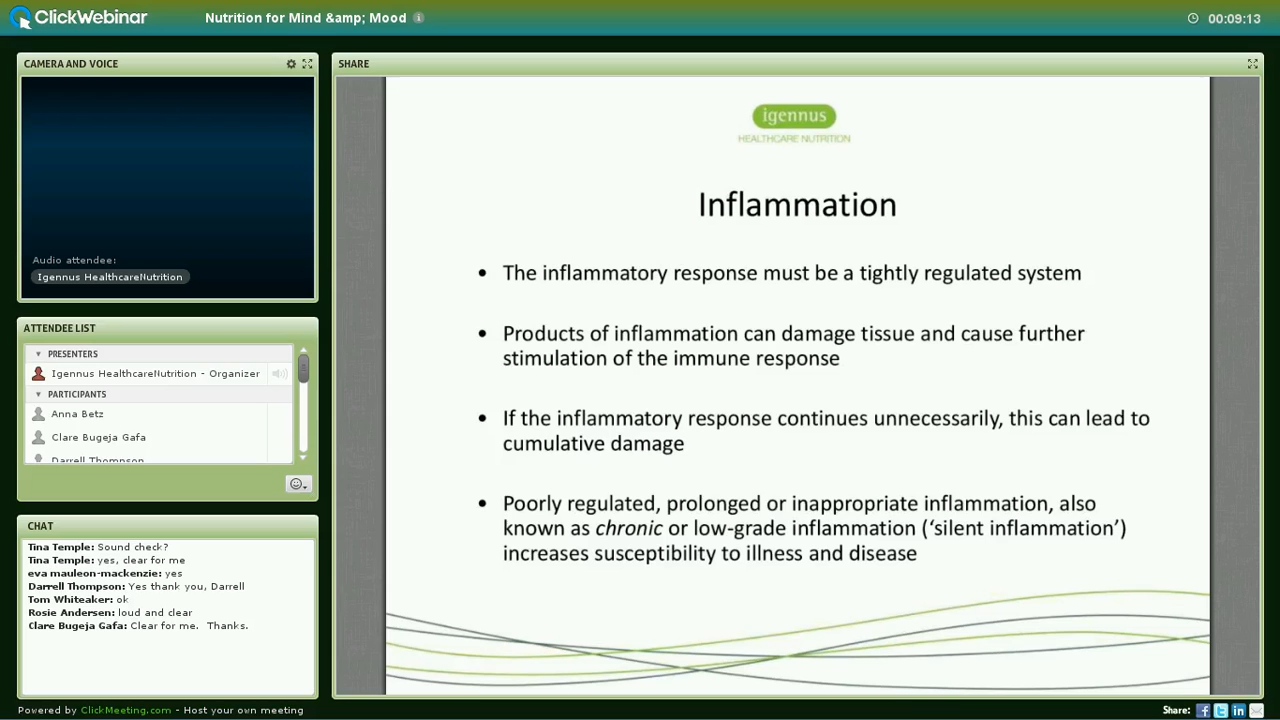 ClickWebinar
Nutrition for Mind &amp; Mood
00:09:13
CAMERA AND VOICE
Audio attendee:
Igennus HealthcareNutrition
ATTENDEE LIST
PRESENTERS
Igennus HealthcareNutrition - Organizer
PARTICIPANTS
Anna Betz
Clare Bugeja Gafa
Darrell Thompson
CHAT
Tina Temple: Sound check?
Tina Temple: yes, clear for me
eva mauleon-mackenzie: yes
Darrell Thompson: Yes thank you, Darrell
Tom Whiteaker: ok
Rosie Andersen: loud and clear
Clare Bugeja Gafa: Clear for me. Thanks.
SHARE
igennus
HEALTHCARE NUTRITION
Inflammation
• The inflammatory response must be a tightly regulated system
• Products of inflammation can damage tissue and cause further
stimulation of the immune response
• If the inflammatory response continues unnecessarily, this can lead to
cumulative damage
• Poorly regulated, prolonged or inappropriate inflammation, also
known as chronic or low-grade inflammation (‘silent inflammation’)
increases susceptibility to illness and disease
Powered by ClickMeeting.com - Host your own meeting
Share: